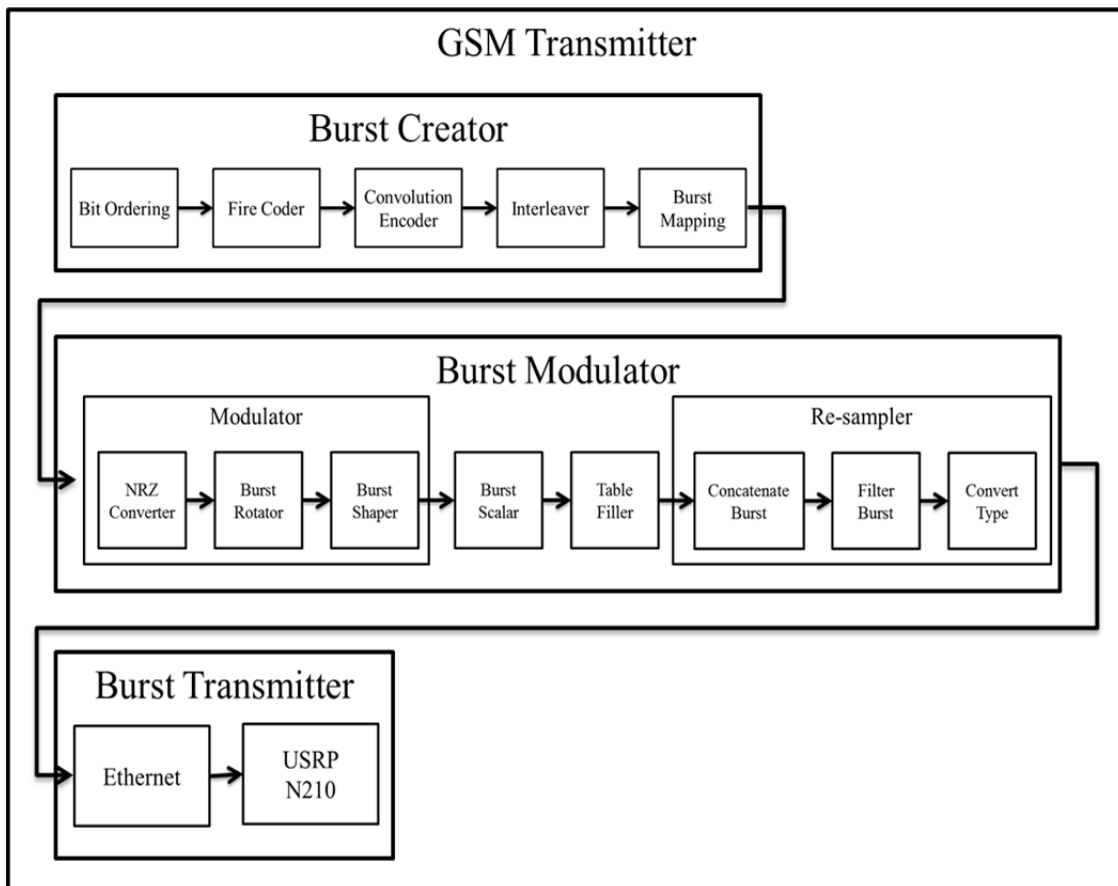 GSM Transmitter
Burst Creator
Bit Ordering
Fire Coder
Convolution
Encoder
Interleaver
Burst
Mapping
Burst Modulator
Modulator
NRZ
Converter
Burst
Rotator
Burst
Shaper
Burst
Scalar
Table
Filler
Re-sampler
Concatenate
Burst
Filter
Burst
Convert
Type
Burst Transmitter
Ethernet
USRP
N210